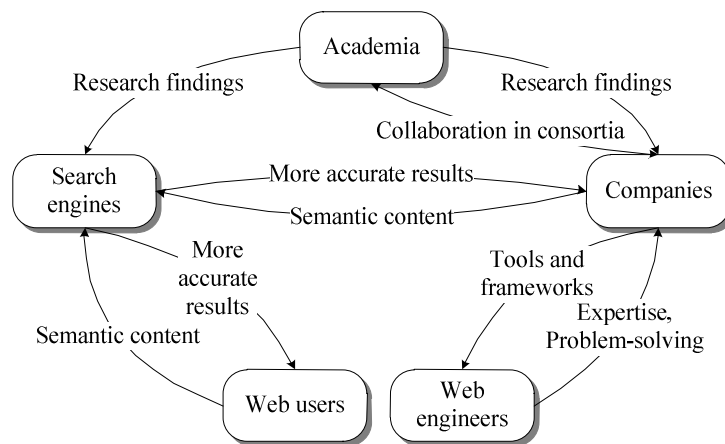 Academia
Research findings
Research findings
Collaboration in consortia
Search
engines
More accurate results
Companies
Semantic content
More
accurate
results
Tools and
frameworks
Semantic content
Expertise,
Problem-solving
Web users
Web
engineers